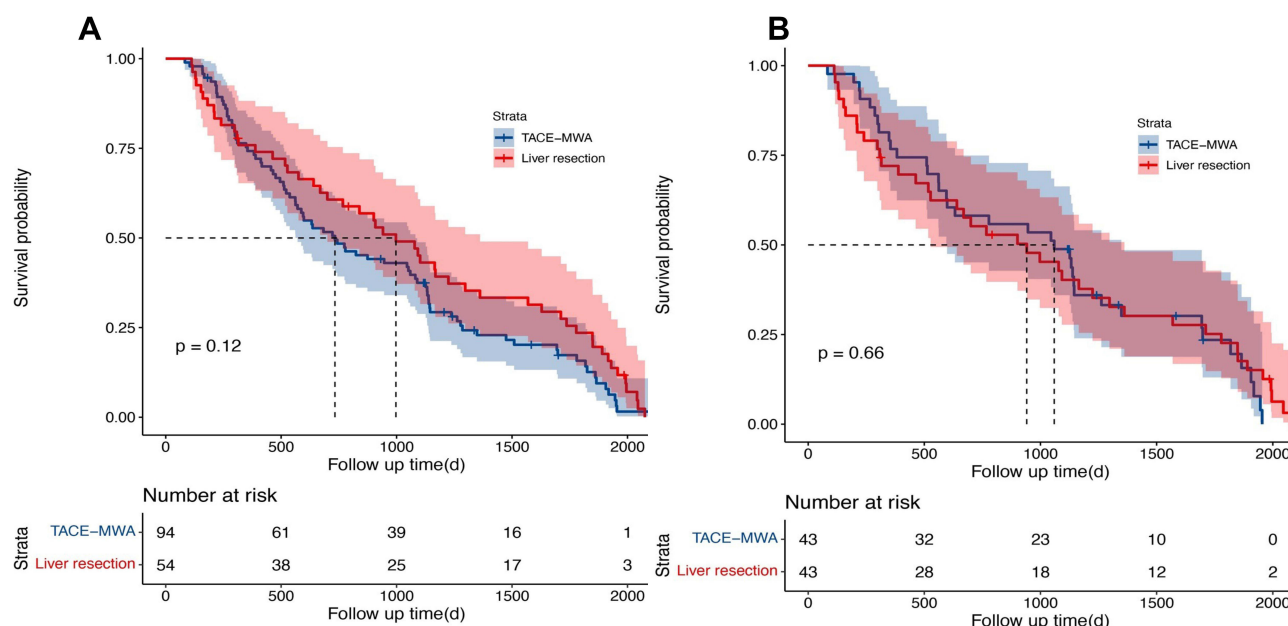 A
Survival probability
1.00
0.75
0.50
0.25
0.00
Strata
TACE-MWA
Liver resection
p = 0.12
0 500 1000 1500 2000
Follow up time(d)
Number at risk
Strata
TACE-MWA 94 61 39 16 1
Liver resection 54 38 25 17 3
0 500 1000 1500 2000
Follow up time(d)
B
Survival probability
1.00
0.75
0.50
0.25
0.00
Strata
TACE-MWA
Liver resection
p = 0.66
0 500 1000 1500 2000
Follow up time(d)
Number at risk
Strata
TACE-MWA 43 32 23 10 0
Liver resection 43 28 18 12 2
0 500 1000 1500 2000
Follow up time(d)